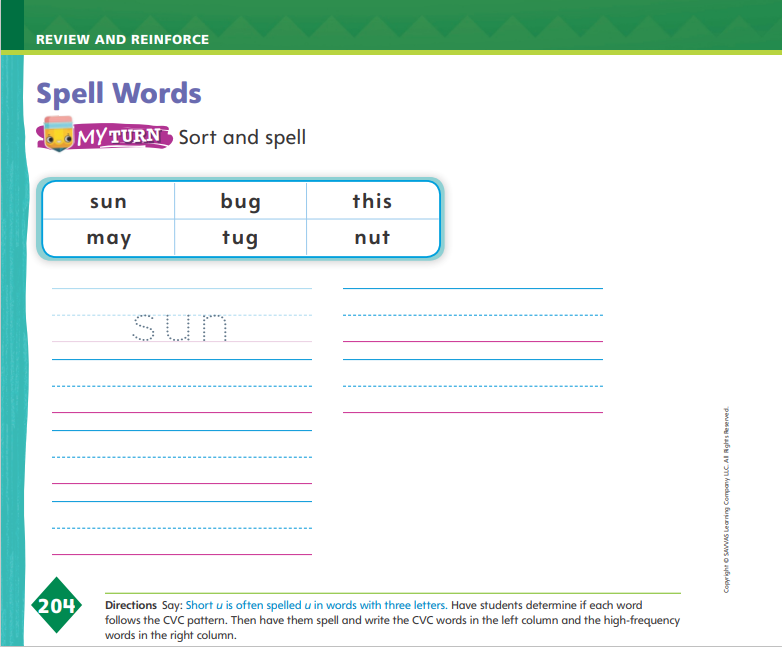 REVIEW AND REINFORCE
Spell Words
MY TURN Sort and spell
sun bug this
may tug nut
sun
Copyright © SAVVAS Learning Company LLC. All Rights Reserved.
204
Directions Say: Short u is often spelled u in words with three letters. Have students determine if each word
follows the CVC pattern. Then have them spell and write the CVC words in the left column and the high-frequency
words in the right column.